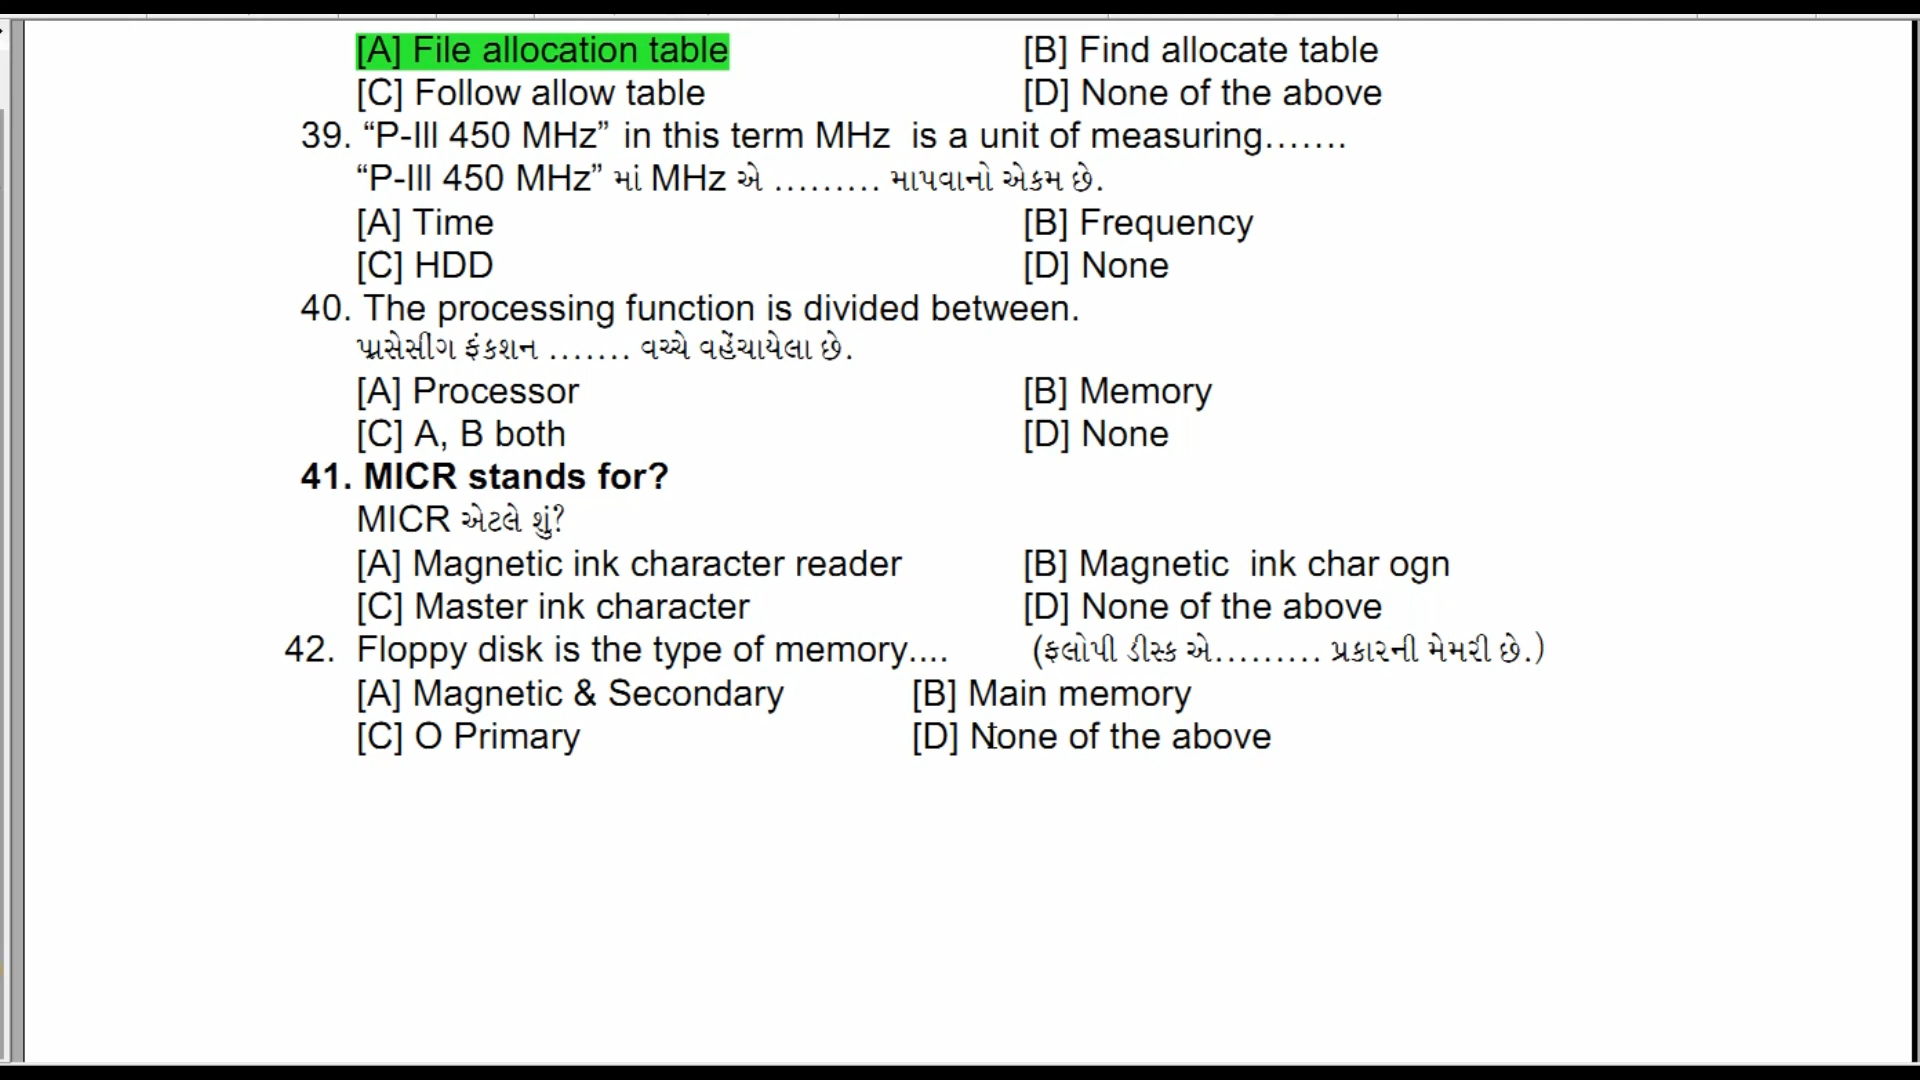 [A] File allocation table [B] Find allocate table
[C] Follow allow table [D] None of the above
39. “P-III 450 MHz” in this term MHz is a unit of measuring.......
“P-III 450 MHz” માં MHz એ ......... માપવાનો એકમ છે.
[A] Time [B] Frequency
[C] HDD [D] None
40. The processing function is divided between.
પ્રાસેસીંગ ફંકશન ....... વચ્ચે વહેંચાયેલા છે.
[A] Processor [B] Memory
[C] A, B both [D] None
41. MICR stands for?
MICR એટલે શું?
[A] Magnetic ink character reader [B] Magnetic ink char ogn
[C] Master ink character [D] None of the above
42. Floppy disk is the type of memory.... (ફલોપી ડીસ્ક એ......... પ્રકારની મેમરી છે.)
[A] Magnetic & Secondary [B] Main memory
[C] O Primary [D] None of the above